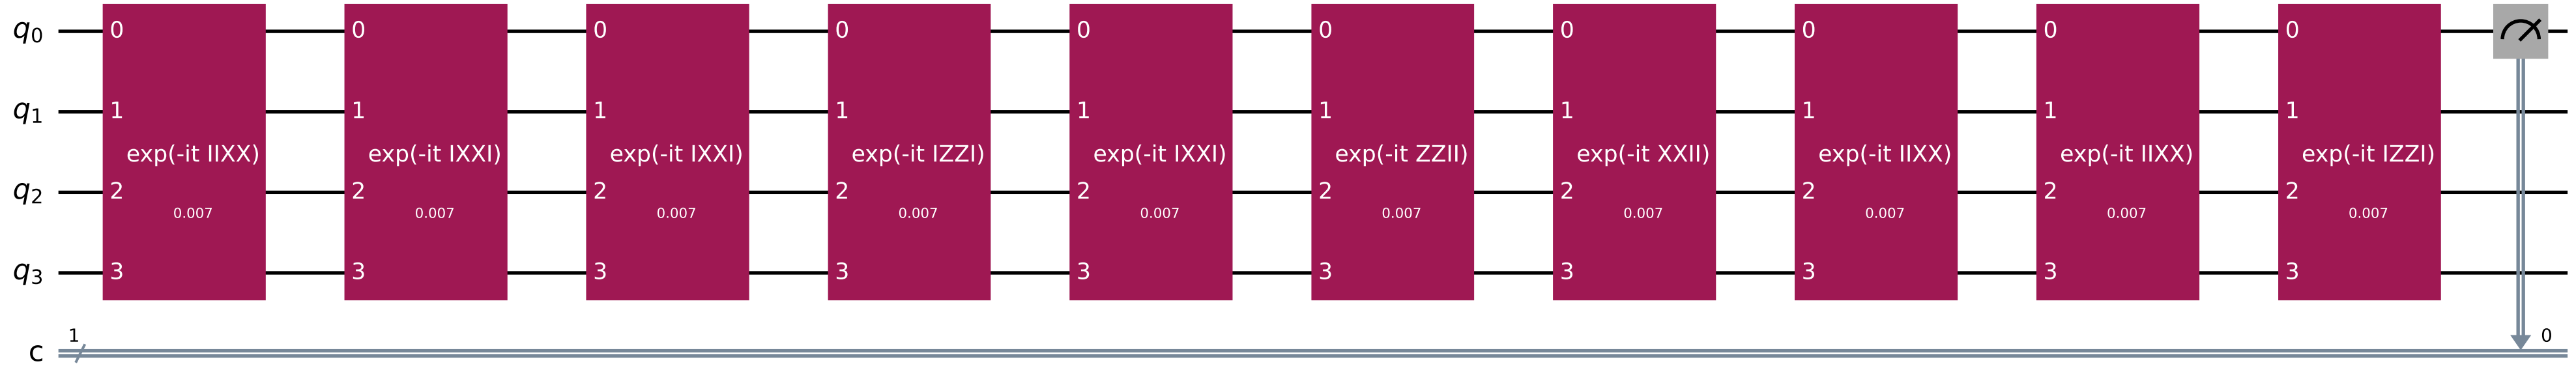 q0 0 0 0 0 0 0 0 0 0 0
q1 1 1 1 1 1 1 1 1 1 1
exp(-it IIXX) exp(-it IXXI) exp(-it IXXI) exp(-it IZZI) exp(-it IXXI) exp(-it ZZII) exp(-it XXII) exp(-it IIXX) exp(-it IIXX) exp(-it IZZI)
q2 2 2 2 2 2 2 2 2 2 2
0.007 0.007 0.007 0.007 0.007 0.007 0.007 0.007 0.007 0.007
q3 3 3 3 3 3 3 3 3 3 3
1 0
c